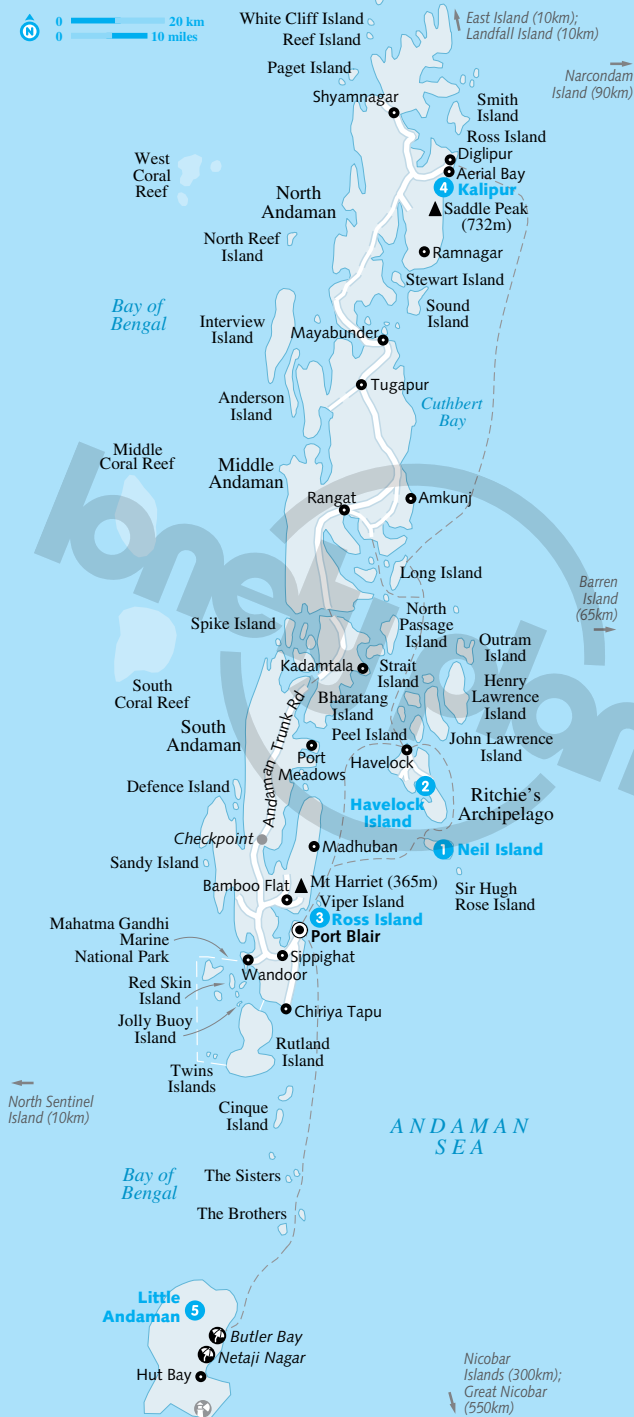 N
0 20 km
0 10 miles
White Cliff Island
Reef Island
East Island (10km);
Landfall Island (10km)
Paget Island
Narcondam
Island (90km)
Shyamnagar
Smith
Island
Ross Island
Diglipur
Aerial Bay
4 Kalipur
West
Coral
Reef
North
Andaman
Saddle Peak
(732m)
North Reef
Island
Ramnagar
Stewart Island
Sound
Island
Bay of
Bengal
Interview
Island
Mayabunder
Tugapur
Anderson
Island
Cuthbert
Bay
Middle
Coral Reef
Middle
Andaman
Rangat
Amkunj
Long Island
Barren
Island
(65km)
North
Passage
Island
Spike Island
Outram
Island
Kadamtala
Strait
Island
Henry
Lawrence
Island
South
Coral Reef
Bharatang
Island
South
Andaman
Andaman Trunk Rd
Peel Island
John Lawrence
Island
Port
Meadows
Havelock
Defence Island
2
Havelock
Island
Ritchie's
Archipelago
Checkpoint
Madhuban
1 Neil Island
Sandy Island
Bamboo Flat
Mt Harriet (365m)
Viper Island
Sir Hugh
Rose Island
3 Ross Island
Port Blair
Mahatma Gandhi
Marine
National Park
Sippighat
Wandoor
Red Skin
Island
Jolly Buoy
Island
Chiriya Tapu
Rutland
Island
Twins
Islands
North Sentinel
Island (10km)
Cinque
Island
ANDAMAN
SEA
Bay of
Bengal
The Sisters
The Brothers
Little
Andaman
5
Butler Bay
Netaji Nagar
Hut Bay
Nicobar
Islands (300km);
Great Nicobar
(550km)